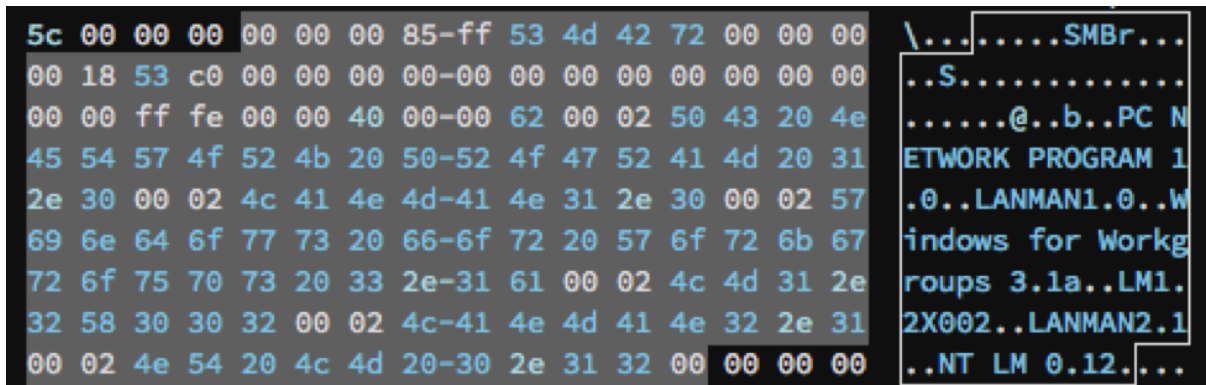 5c 00 00 00 00 00 00 85-ff 53 4d 42 72 00 00 00 \............SMBr...
00 18 53 c0 00 00 00 00-00 00 00 00 00 00 00 00 ..S.............
00 00 ff fe 00 00 40 00-00 62 00 02 50 43 20 4e ......@..b..PC N
45 54 57 4f 52 4b 20 50-52 4f 47 52 41 4d 20 31 ETWORK PROGRAM 1
2e 30 00 02 4c 41 4e 4d-41 4e 31 2e 30 00 02 57 .0..LANMAN1.0..W
69 6e 64 6f 77 73 20 66-6f 72 20 57 6f 72 6b 67 indows for Workg
72 6f 75 70 73 20 33 2e-31 61 00 02 4c 4d 31 2e roups 3.1a..LM1.
32 58 30 30 32 00 02 4c-41 4e 4d 41 4e 32 2e 31 2X002..LANMAN2.1
00 02 4e 54 20 4c 4d 20-30 2e 31 32 00 00 00 00 ..NT LM 0.12....